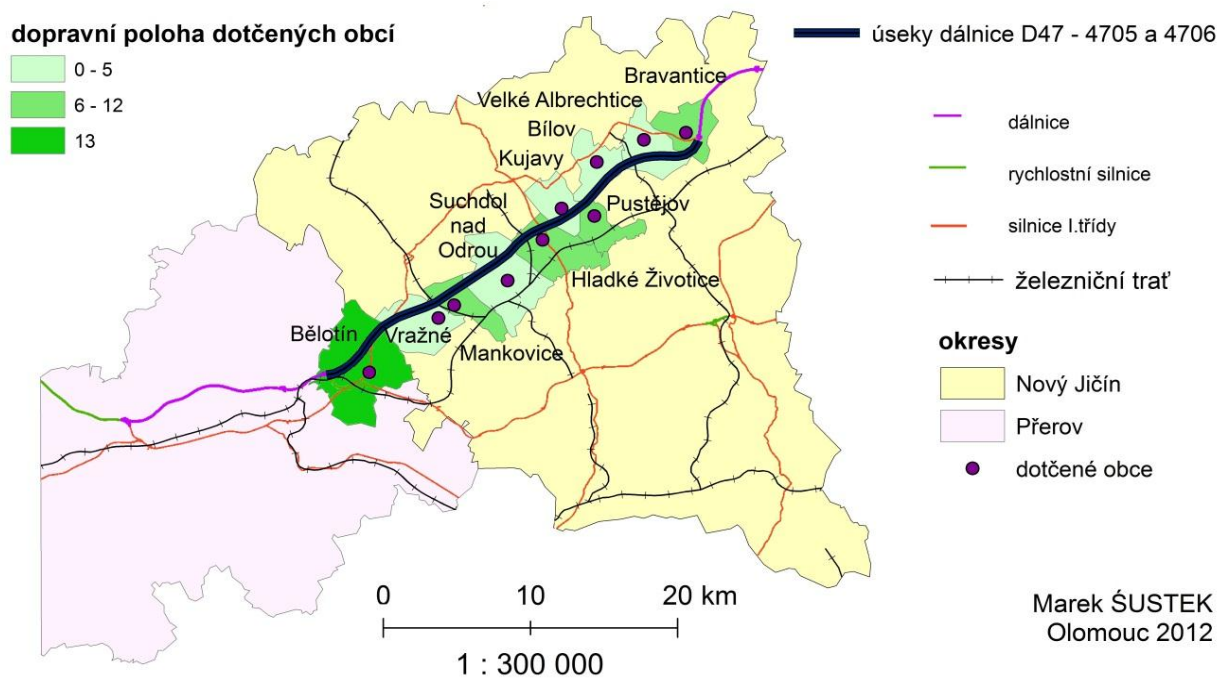 dopravní poloha dotčených obcí
0 - 5
6 - 12
13
úseky dálnice D47 - 4705 a 4706
Bravantice
Velké Albrechtice
Bílov
Kujavy
Suchdol
nad
Odrou
Pustějov
Hladké Životice
Bělotín
Vražné
Mankovice
dálnice
rychlostní silnice
silnice I.třídy
železniční trať
okresy
Nový Jičín
Přerov
dotčené obce
0 10 20 km
1 : 300 000
Marek ŚUSTEK
Olomouc 2012